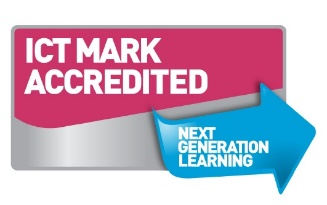 ICT MARK
ACCREDITED
NEXT
GENERATION
LEARNING